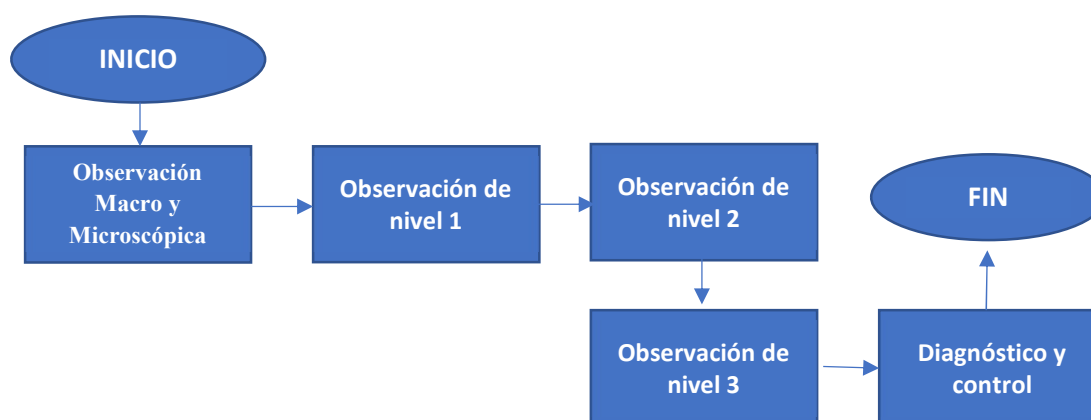 INICIO
Observación
Macro y
Microscópica
Observación de
nivel 1
Observación de
nivel 2
Observación de
nivel 3
Diagnóstico y
control
FIN